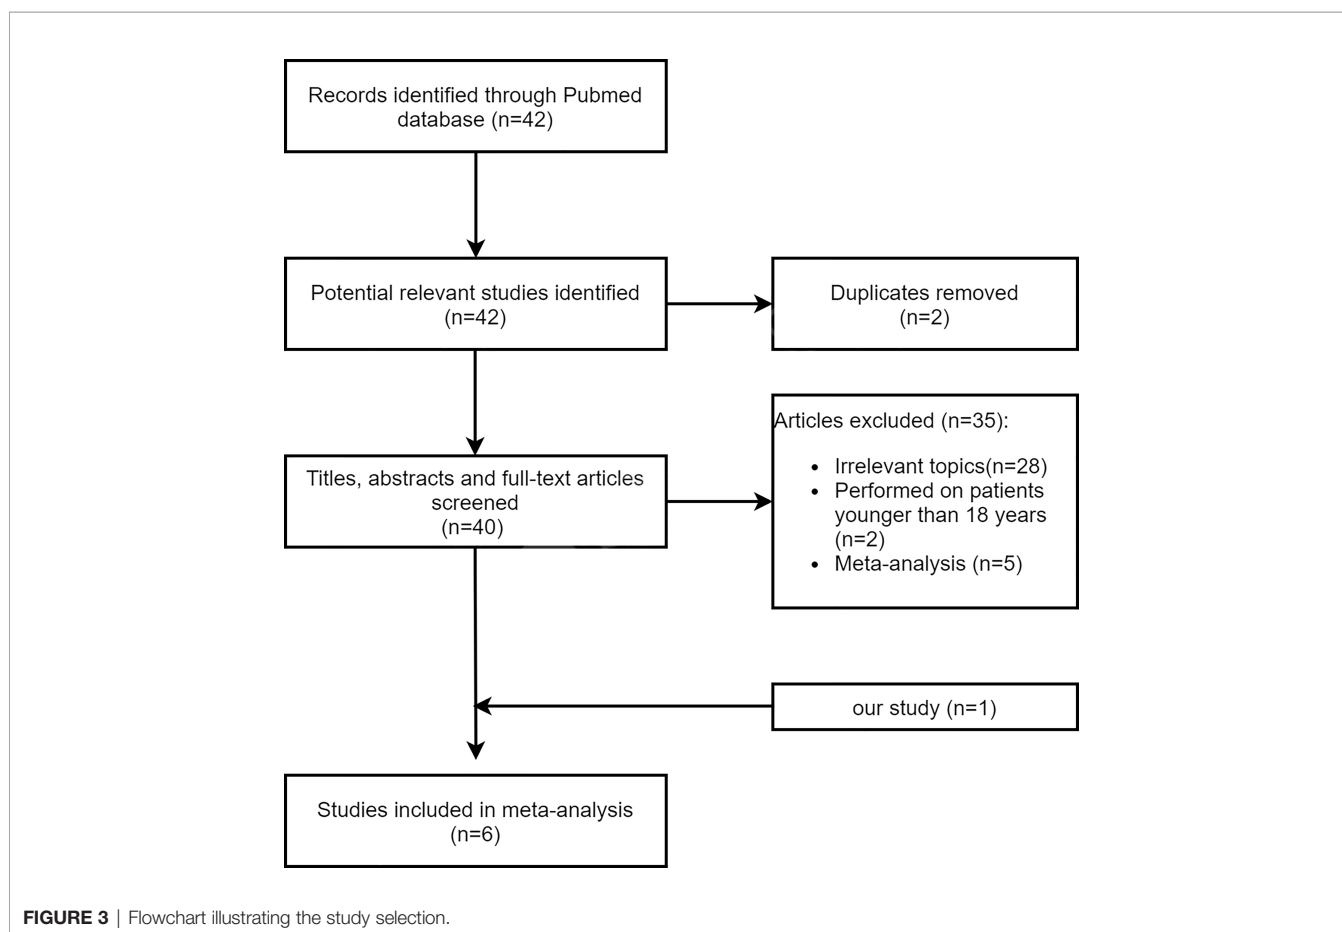 Records identified through Pubmed
database (n=42)
Potential relevant studies identified
(n=42)
Duplicates removed
(n=2)
Titles, abstracts and full-text articles
screened
(n=40)
Articles excluded (n=35):
• Irrelevant topics(n=28)
• Performed on patients
younger than 18 years
(n=2)
• Meta-analysis (n=5)
our study (n=1)
Studies included in meta-analysis
(n=6)
FIGURE 3 | Flowchart illustrating the study selection.